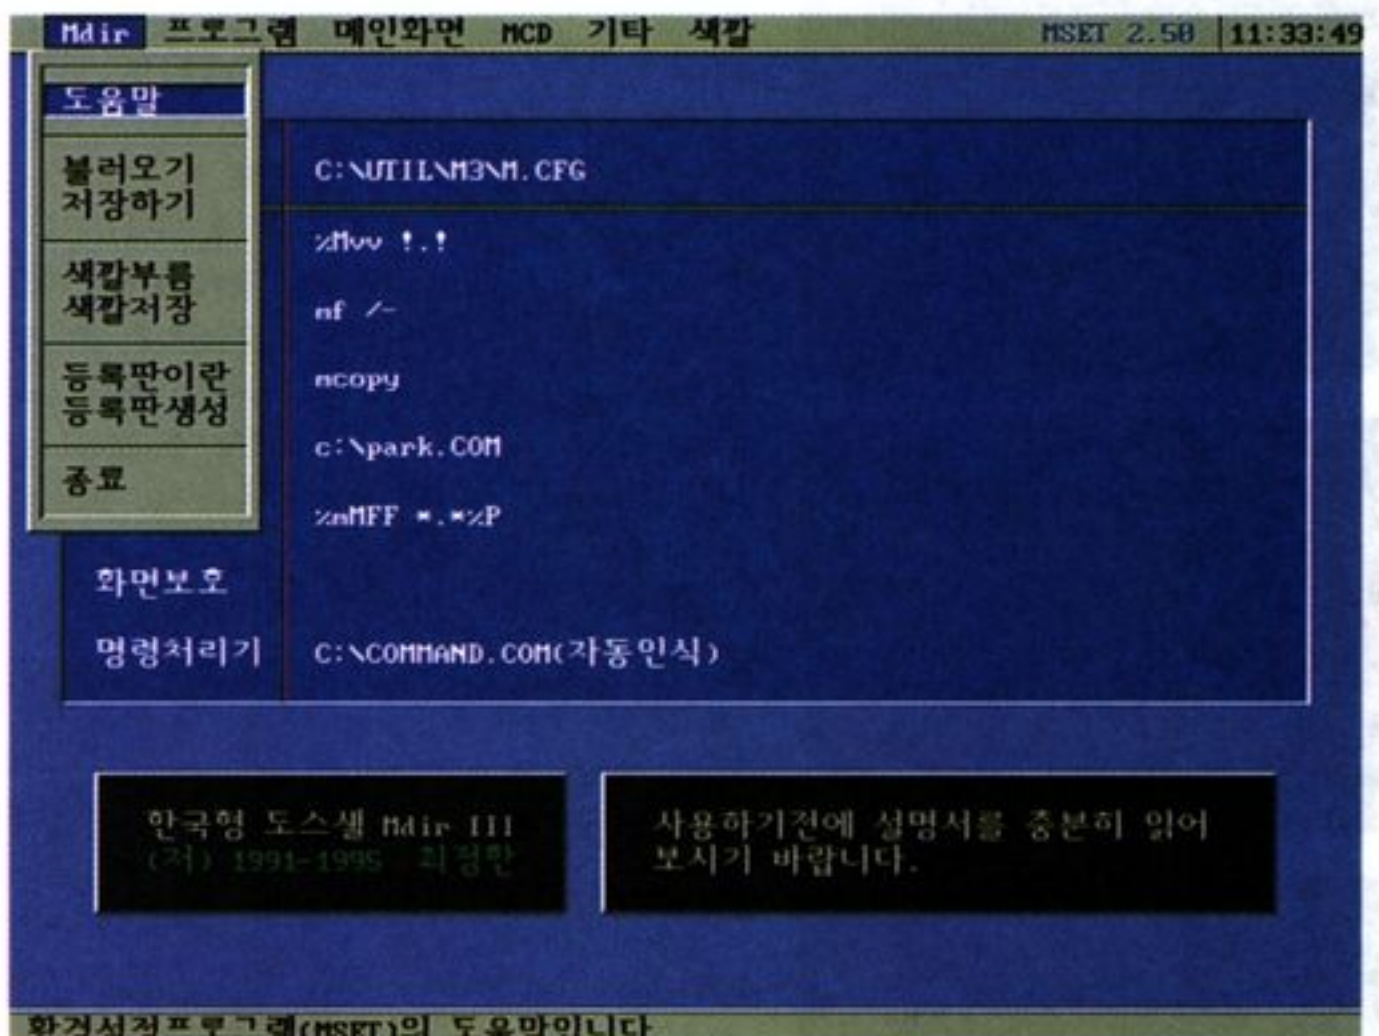 Mdir 프로그램 메인화면 MCD 기타 색깔 MSET 2.50 11:33:49
도움말
불러오기
저장하기
색깔부름
색깔저장
등록판이란
등록판생성
종료
C:\UTIL\M3\M.CFG
%Mvv !.!
mf /-
mcopy
c:\park.COM
%mMFF *.*%P
화면보호
명령처리기 C:\COMMAND.COM(자동인식)
한국형 도스셸 Mdir III
(저) 1991-1995 최정한
사용하기전에 설명서를 충분히 읽어
보시기 바랍니다.
환경설정프로그램(MSET)의 도움말입니다